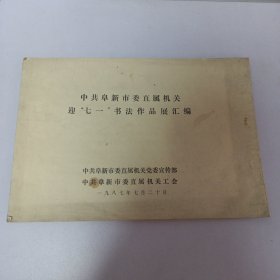 中共阜新市委直属机关
迎“七一”书法作品展汇编
中共阜新市委直属机关党委宣传部
中共阜新市委直属机关工会
一九八七年七月二十日